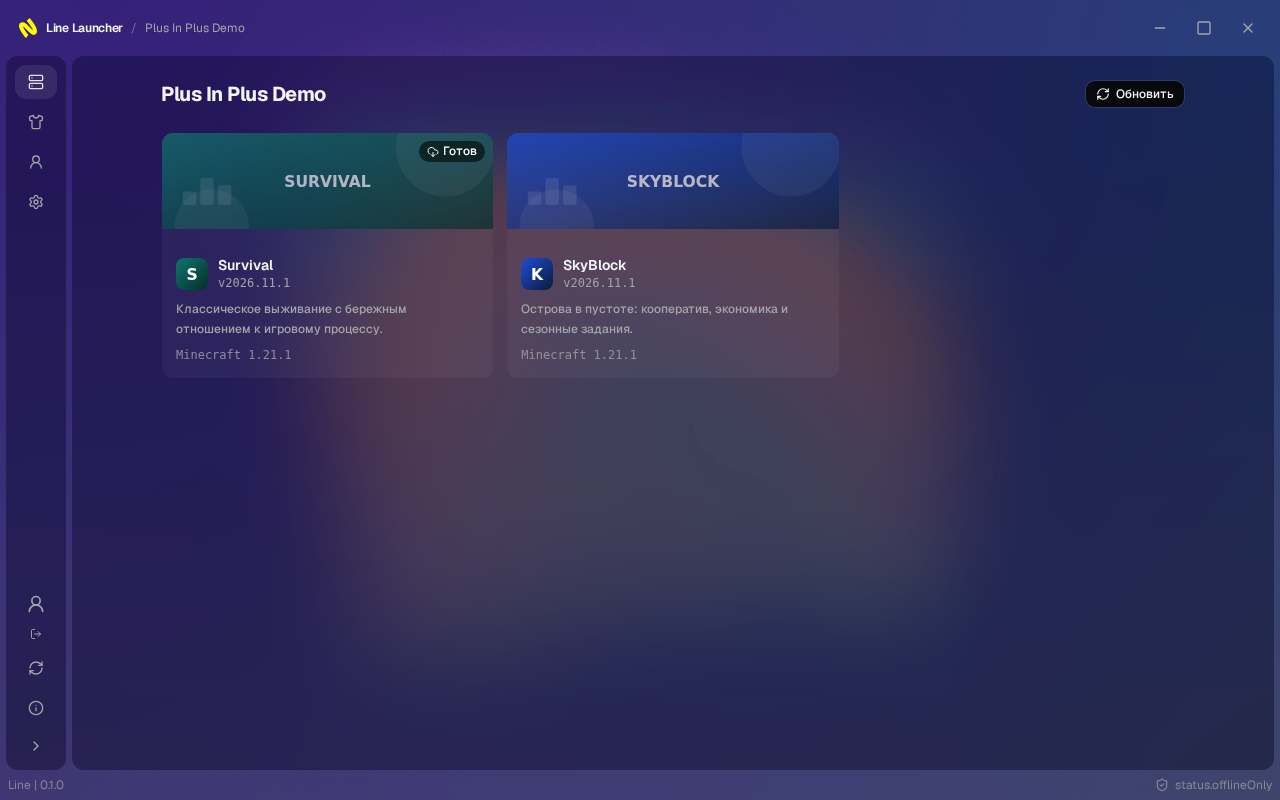 Line Launcher / Plus In Plus Demo
Plus In Plus Demo
Обновить
SURVIVAL
Готов
S
Survival
v2026.11.1
Классическое выживание с бережным
отношением к игровому процессу.
Minecraft 1.21.1
SKYBLOCK
K
SkyBlock
v2026.11.1
Острова в пустоте: кооператив, экономика и
сезонные задания.
Minecraft 1.21.1
Line | 0.1.0
status.offlineOnly